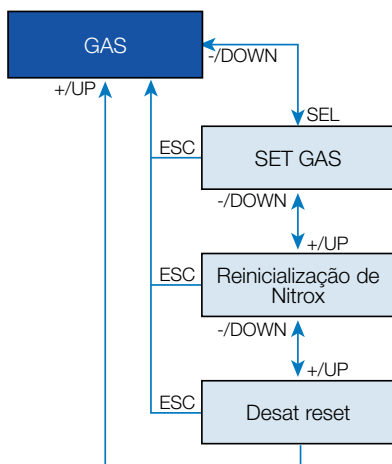 GAS
-/DOWN
+/UP
SEL
ESC
SET GAS
-/DOWN
+/UP
ESC
Reinicialização de
Nitrox
-/DOWN
+/UP
ESC
Desat reset